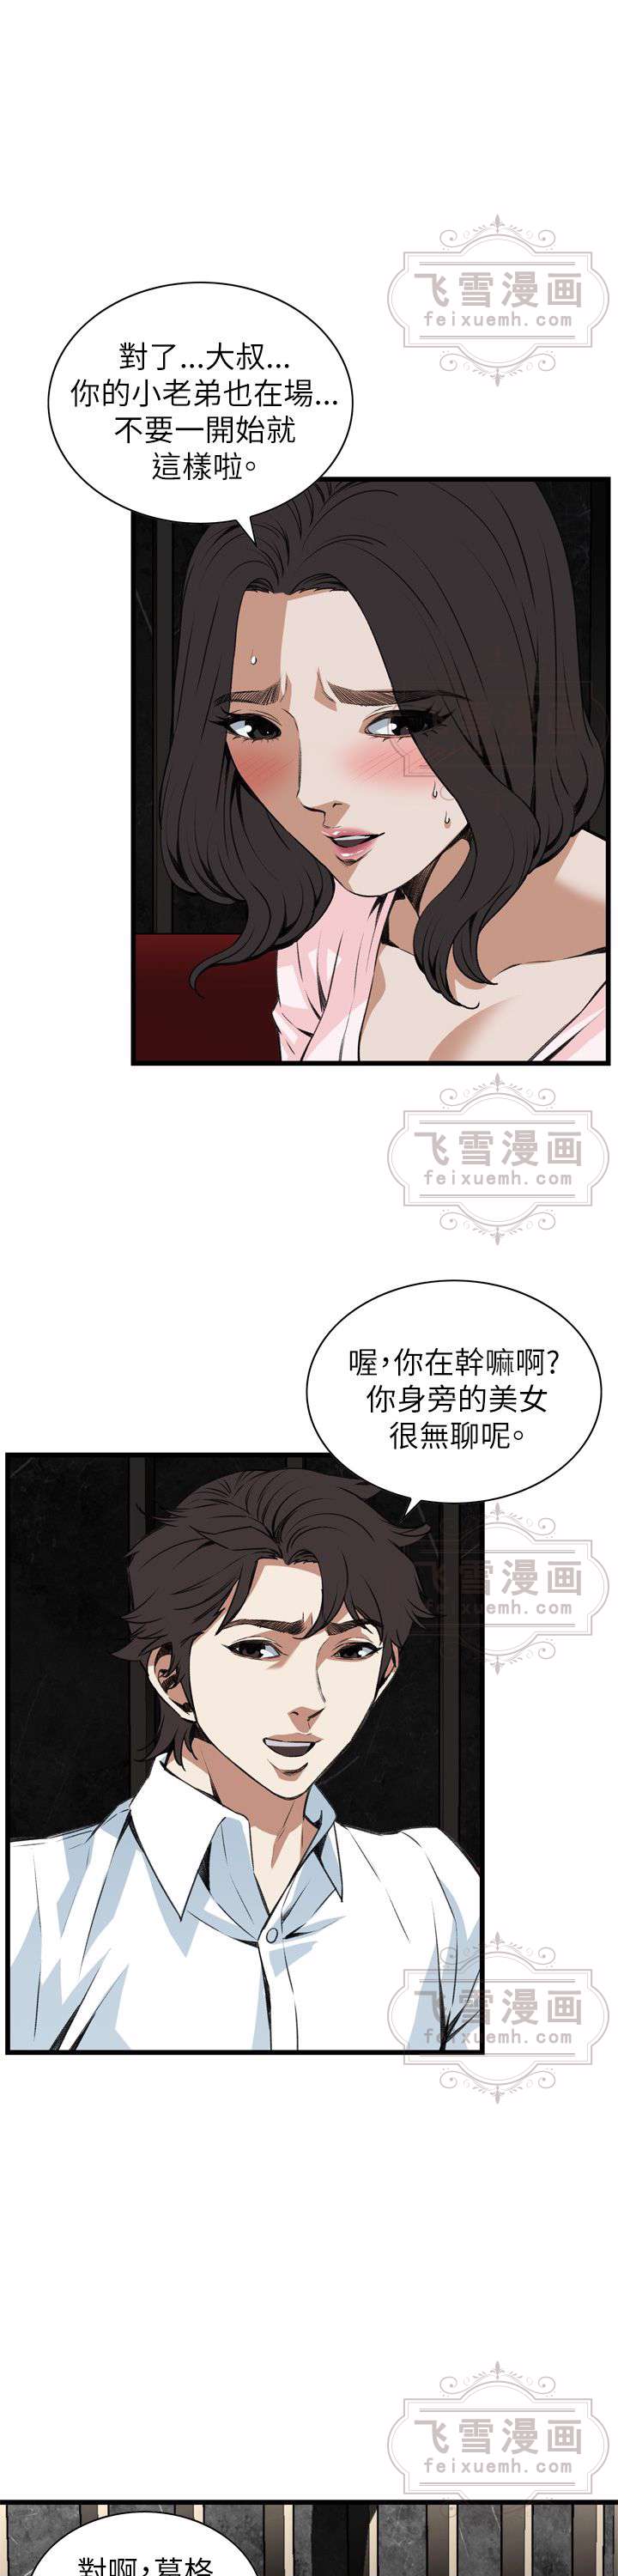 飞雪漫画
feixuemh.com
對了…大叔…
你的小老弟也在場…
不要一開始就
這樣啦。
飞雪漫画
feixuemh.com
喔,你在幹嘛啊?
你身旁的美女
很無聊呢。
飞雪漫画
feixuemh.com
飞雪漫画
feixuemh.com
飞雪漫画
feixuemh.com
對啊,葛格